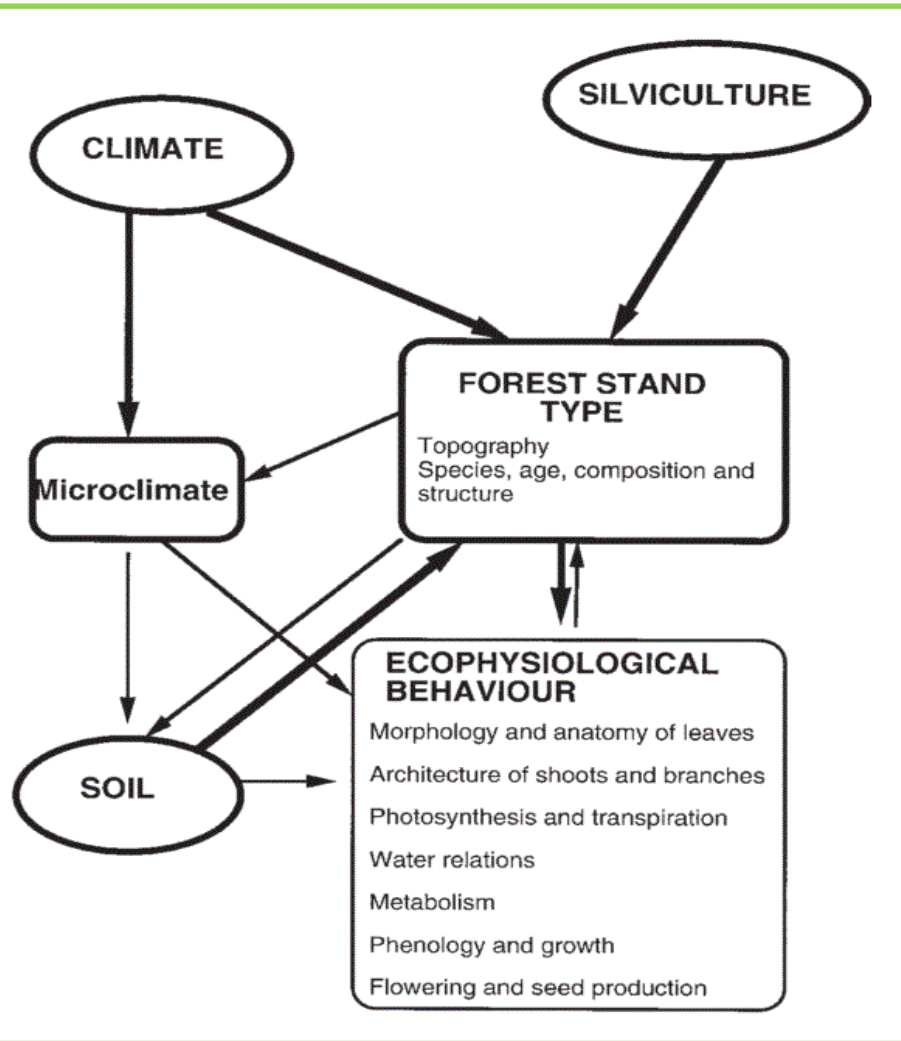 SILVICULTURE
CLIMATE
FOREST STAND
TYPE
Topography
Species, age, composition and
structure
Microclimate
ECOPHYSIOLOGICAL
BEHAVIOUR
Morphology and anatomy of leaves
Architecture of shoots and branches
Photosynthesis and transpiration
Water relations
Metabolism
Phenology and growth
Flowering and seed production
SOIL